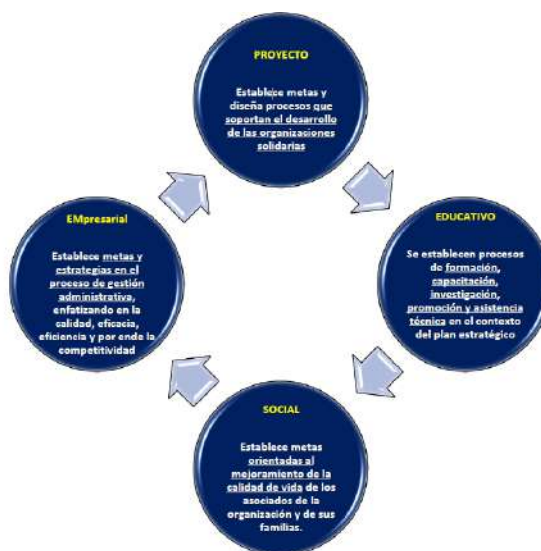 PROYECTO
Establece metas y
diseña procesos que
soportan el desarrollo
de las organizaciones
solidarias
EDUCATIVO
Se establecen procesos
de formación,
capacitación,
investigación,
promoción y asistencia
técnica en el contexto
del plan estratégico
SOCIAL
Establece metas
orientadas al
mejoramiento de la
calidad de vida de los
asociados de la
organización y de sus
familias.
EMpresarial
Establece metas y
estrategias en el
proceso de gestión
administrativa,
enfatizando en la
calidad, eficacia,
eficiencia y por ende la
competitividad